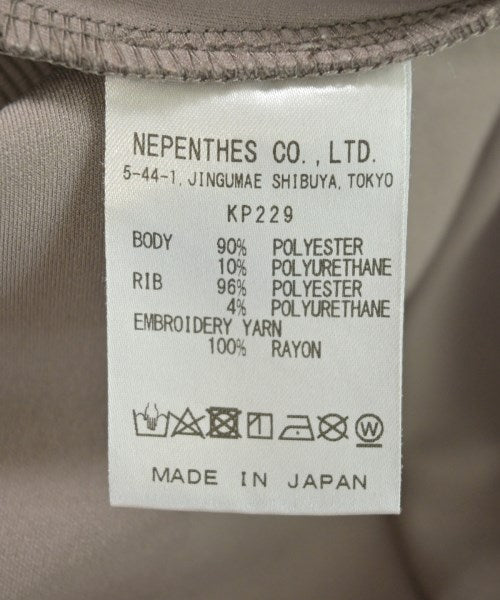 NEPENTHES CO., LTD.
5-44-1, JINGUMAE SHIBUYA, TOKYO
KP229
BODY 90% POLYESTER
10% POLYURETHANE
RIB 96% POLYESTER
4% POLYURETHANE
EMBROIDERY YARN
100% RAYON
W
MADE IN JAPAN